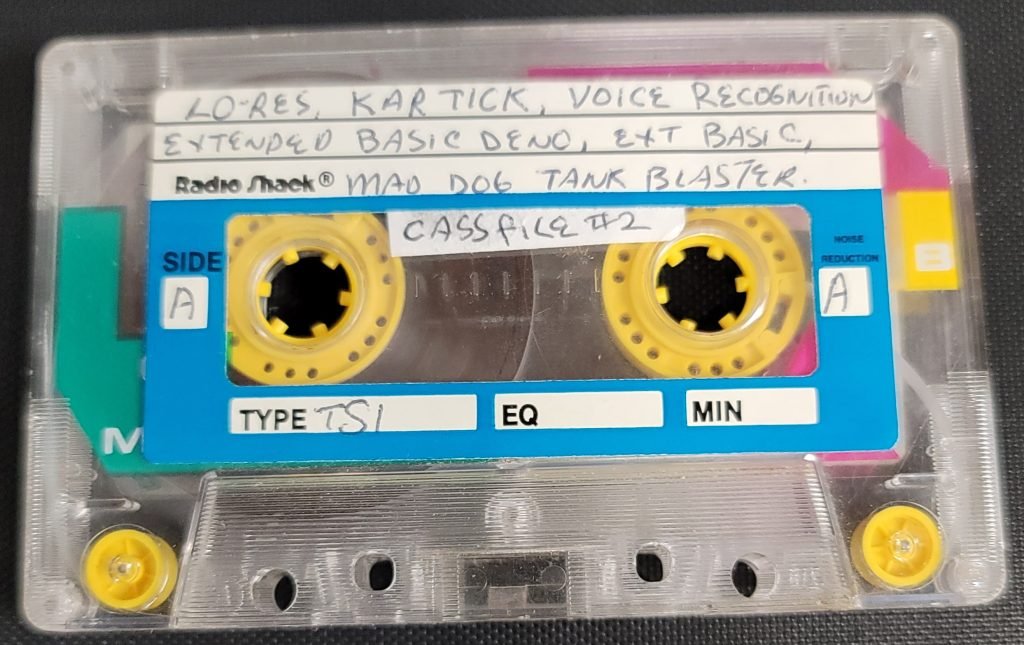 LO-RES, KAR TICK, VOICE RECOGNITION
EXTENDED BASIC DEMO, EXT BASIC,
Radio Shack® MAD DOG TANK BLASTER.
CASSFILE #2
SIDE
A
NOISE
REDUCTION
A
B
TYPE TS1
EQ
MIN
M